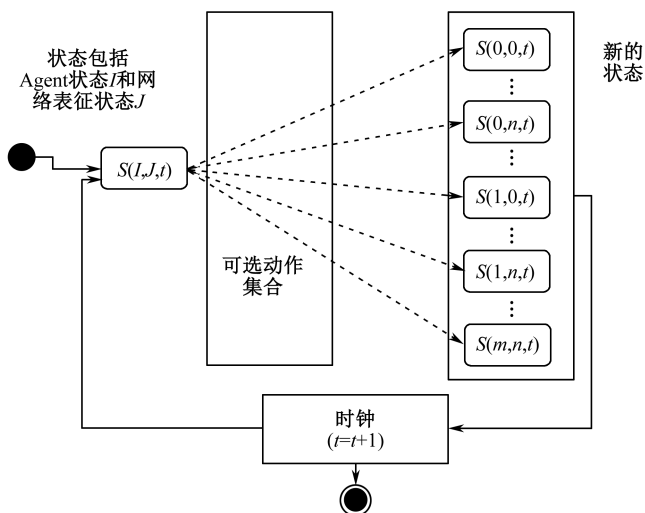 状态包括
Agent状态I和网
络表征状态J
S(I,J,t)
可选动作
集合
S(0,0,t)
⋮
S(0,n,t)
⋮
S(1,0,t)
⋮
S(1,n,t)
⋮
S(m,n,t)
新的
状态
时钟
(t=t+1)